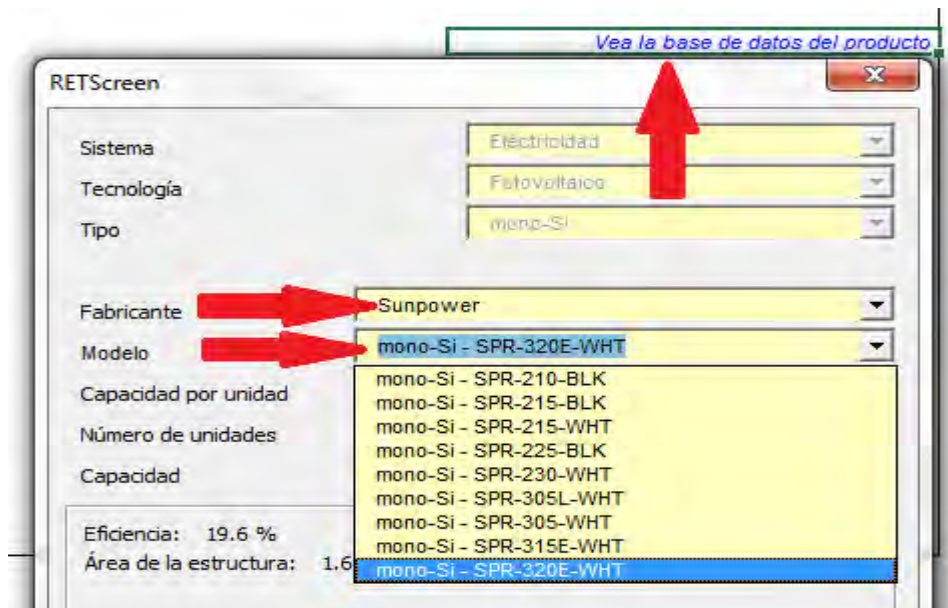 Vea la base de datos del producto
RETScreen
Sistema Electricidad
Tecnología Fotovoltaico
Tipo mono-Si
Fabricante Sunpower
Modelo mono-Si - SPR-320E-WHT
Capacidad por unidad
mono-Si - SPR-210-BLK
mono-Si - SPR-215-BLK
Número de unidades
mono-Si - SPR-215-WHT
mono-Si - SPR-225-BLK
Capacidad
mono-Si - SPR-230-WHT
mono-Si - SPR-305L-WHT
mono-Si - SPR-305-WHT
mono-Si - SPR-315E-WHT
mono-Si - SPR-320E-WHT
Eficiencia: 19.6 %
Área de la estructura: 1.6